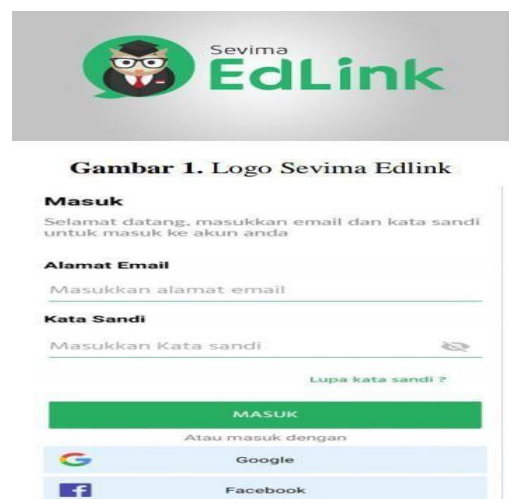 Sevima
EdLink
Gambar 1. Logo Sevima Edlink
Masuk
Selamat datang, masukkan email dan kata sandi
untuk masuk ke akun anda
Alamat Email
Masukkan alamat email
Kata Sandi
Masukkan Kata sandi
Lupa kata sandi ?
MASUK
Atau masuk dengan
Google
Facebook